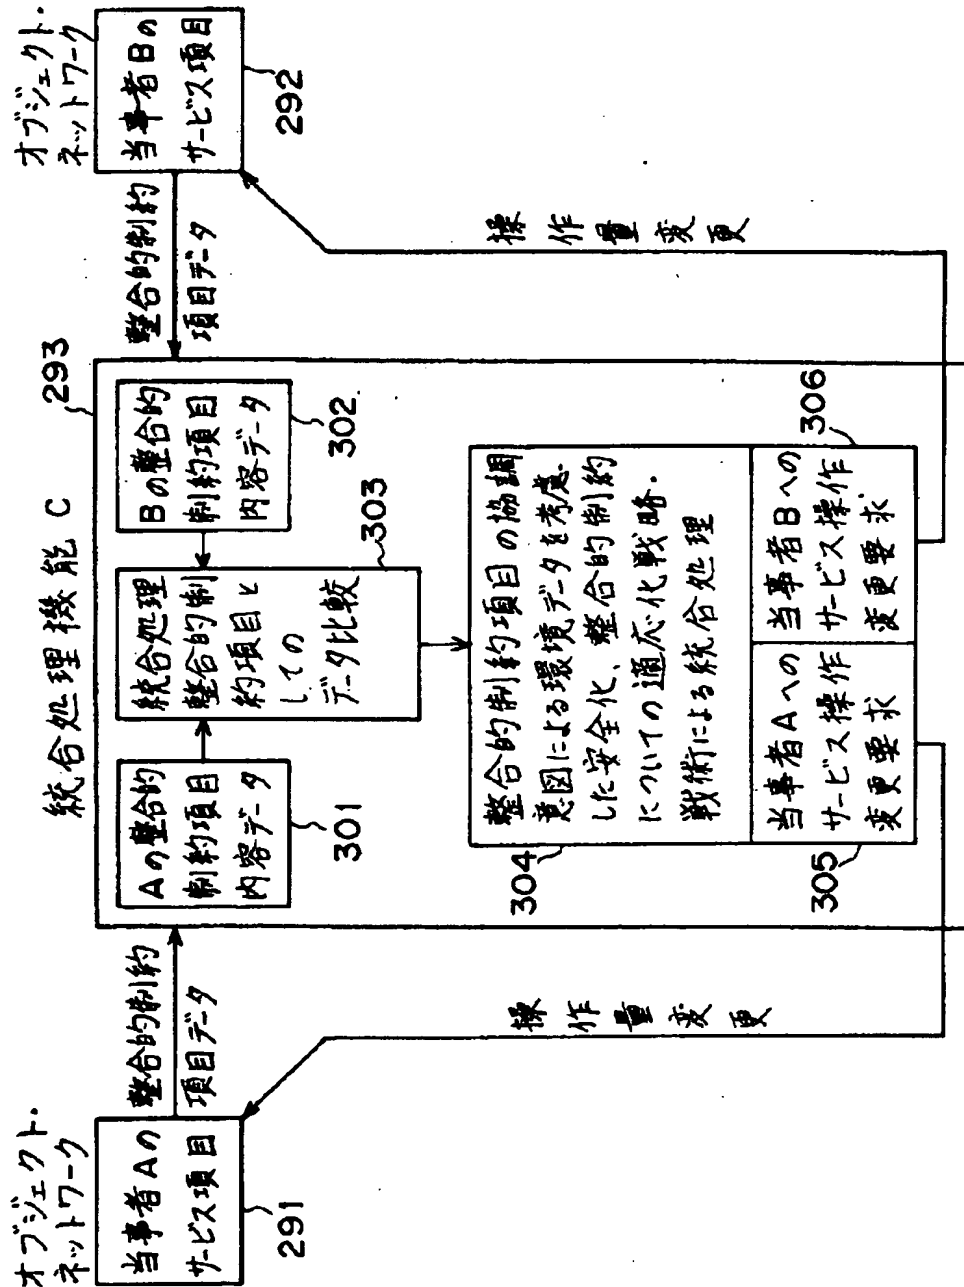 オブジェクト・
ネットワーク
当事者Aの
サービス項目
291
整合的制約
項目データ
操作量変更
統合処理機能 C
293
Aの整合的
制約項目
内容データ
301
統合処理
整合的制
約項目と
しての
データ比較
303
Bの整合的
制約項目
内容データ
302
整合的制約項目の協調
意図による環境データを考慮
した安全化、整合的制約
についての適応化戦略・
戦術による統合処理
304
当事者Aへの
サービス操作
変更要求
305
当事者Bへの
サービス操作
変更要求
306
整合的制約
項目データ
操作量変更
オブジェクト・
ネットワーク
当事者Bの
サービス項目
292